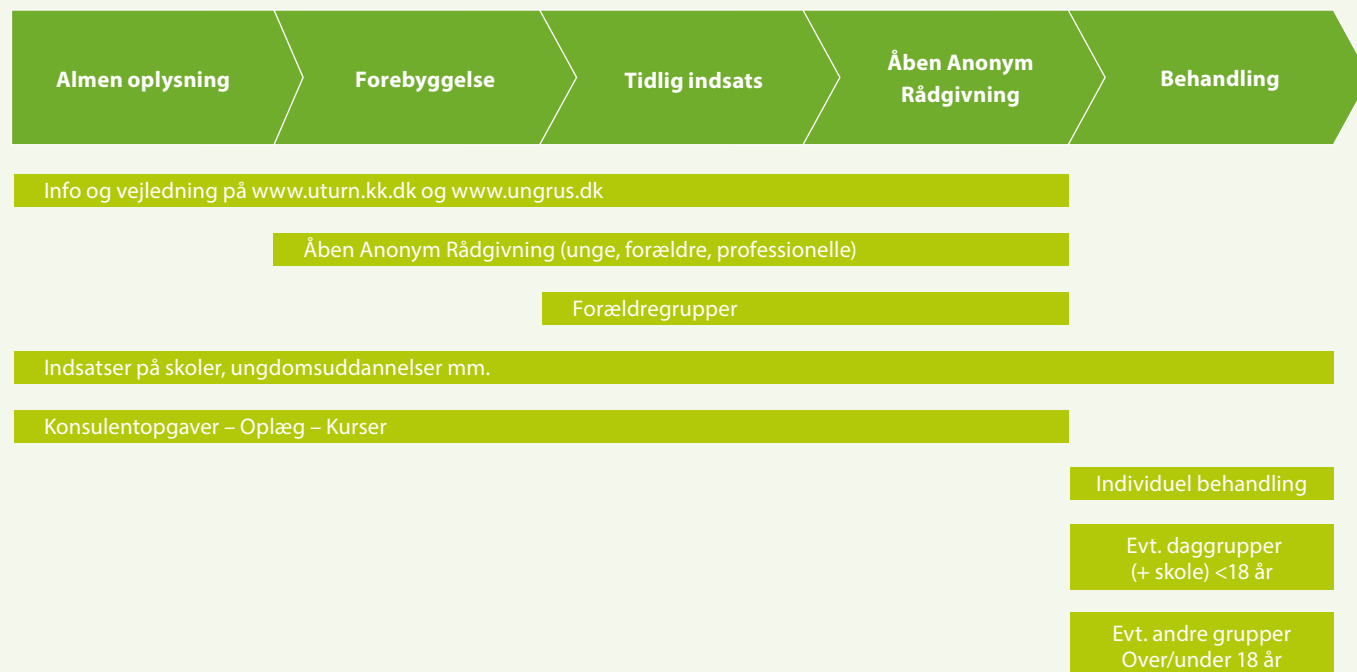 Almen oplysning
Forebyggelse
Tidlig indsats
Åben Anonym
Rådgivning
Behandling
Info og vejledning på www.uturn.kk.dk og www.ungrus.dk
Åben Anonym Rådgivning (unge, forældre, professionelle)
Forældregrupper
Indsatser på skoler, ungdomsuddannelser mm.
Konsulentopgaver – Oplæg – Kurser
Individuel behandling
Evt. daggrupper
(+ skole) <18 år
Evt. andre grupper
Over/under 18 år